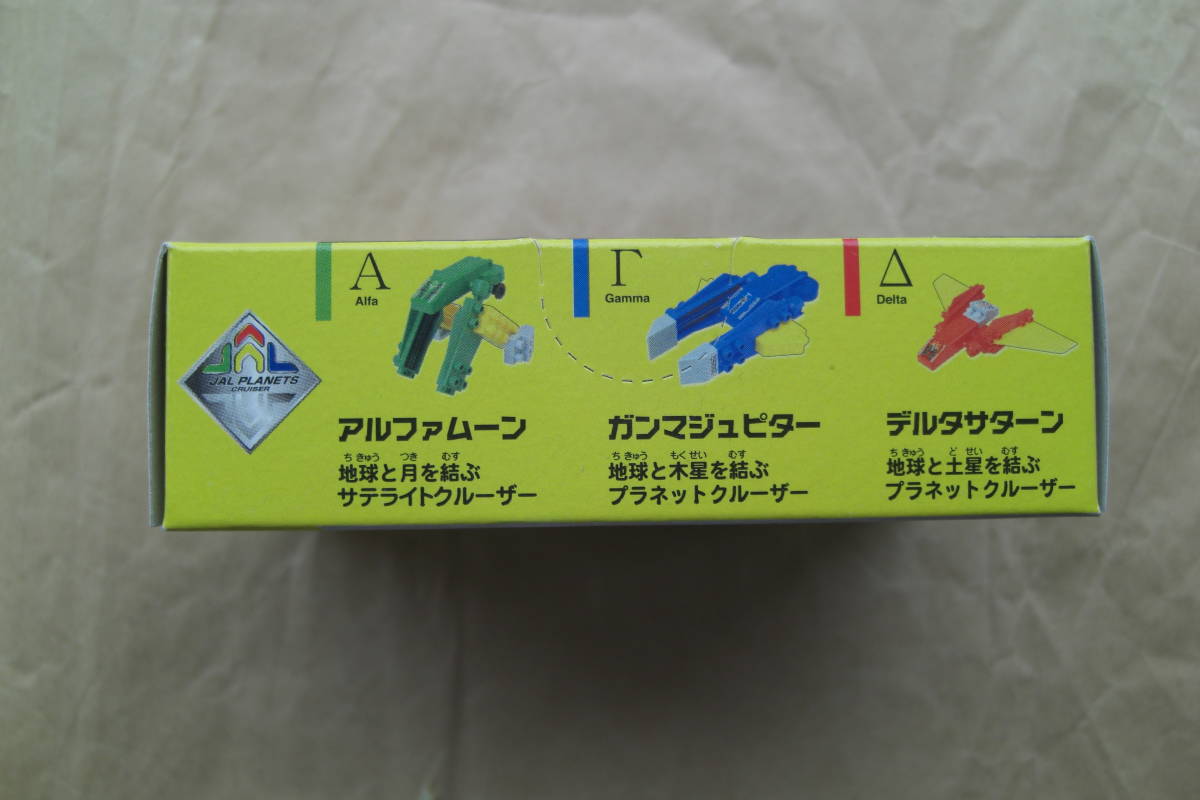 JAL
JAL PLANETS
CRUISER
Α
Alfa
アルファムーン
ちきゅう つき むす
地球と月を結ぶ
サテライトクルーザー
Γ
Gamma
ガンマジュピター
ちきゅう もくせい むす
地球と木星を結ぶ
プラネットクルーザー
Δ
Delta
デルタサターン
ちきゅう どせい むす
地球と土星を結ぶ
プラネットクルーザー